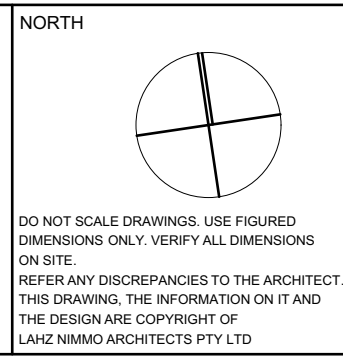 NORTH
DO NOT SCALE DRAWINGS. USE FIGURED
DIMENSIONS ONLY. VERIFY ALL DIMENSIONS
ON SITE.
REFER ANY DISCREPANCIES TO THE ARCHITECT.
THIS DRAWING, THE INFORMATION ON IT AND
THE DESIGN ARE COPYRIGHT OF
LAHZ NIMMO ARCHITECTS PTY LTD